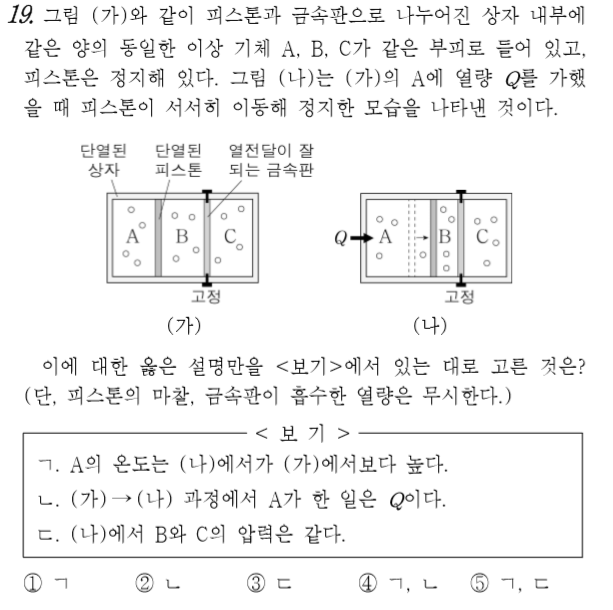 19. 그림 (가)와 같이 피스톤과 금속판으로 나누어진 상자 내부에
같은 양의 동일한 이상 기체 A, B, C가 같은 부피로 들어 있고,
피스톤은 정지해 있다. 그림 (나)는 (가)의 A에 열량 Q를 가했
을 때 피스톤이 서서히 이동해 정지한 모습을 나타낸 것이다.
단열된 단열된 열전달이 잘
상자 피스톤 되는 금속판
A B C Q A B C
고정 고정
(가) (나)
이에 대한 옳은 설명만을 <보기>에서 있는 대로 고른 것은?
(단, 피스톤의 마찰, 금속판이 흡수한 열량은 무시한다.)
< 보 기 >
ㄱ. A의 온도는 (나)에서가 (가)에서보다 높다.
ㄴ. (가)→(나) 과정에서 A가 한 일은 Q이다.
ㄷ. (나)에서 B와 C의 압력은 같다.
① ㄱ ② ㄴ ③ ㄷ ④ ㄱ, ㄴ ⑤ ㄱ, ㄷ